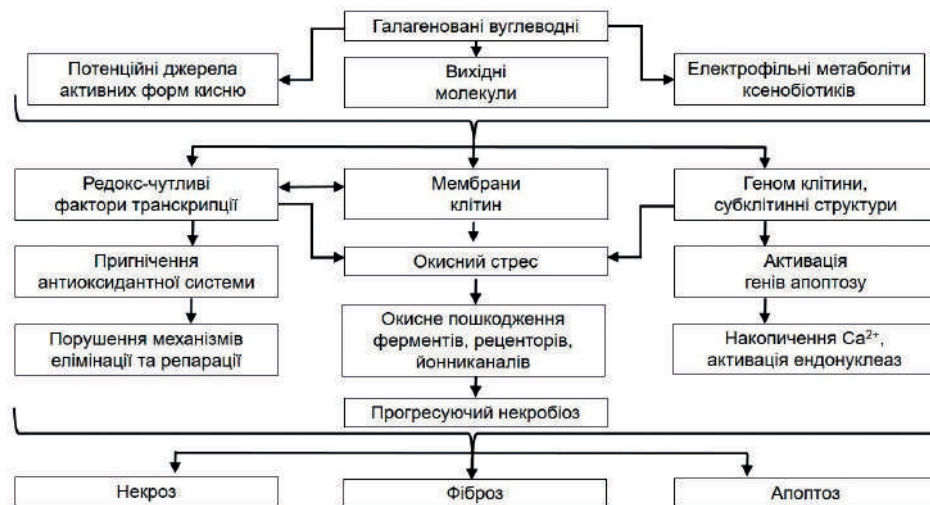 Галагеновані вуглеводні
Потенційні джерела
активних форм кисню
Вихідні
молекули
Електрофільні метаболіти
ксенобіотиків
Редокс-чутливі
фактори транскрипції
Мембрани
клітин
Геном клітини,
субклітинні структури
Пригнічення
антиоксидантної системи
Окисний стрес
Активація
генів апоптозу
Порушення механізмів
елімінації та репарації
Окисне пошкодження
ферментів, рецепторів,
йонниканалів
Накопичення Ca²⁺,
активація ендонуклеаз
Прогресуючий некробіоз
Некроз
Фіброз
Апоптоз